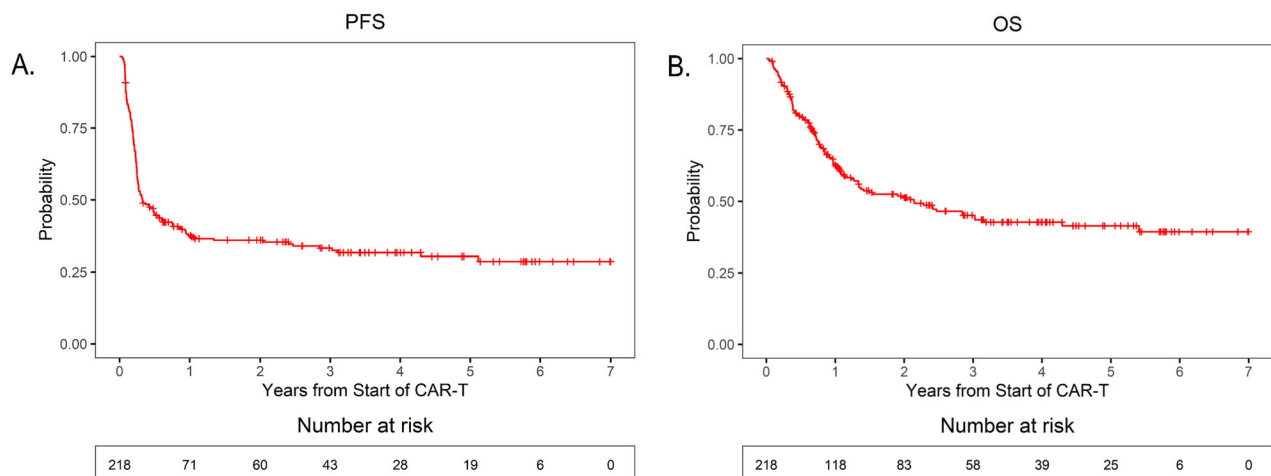 PFS
A.
1.00
0.75
0.50
0.25
0.00
Probability
0 1 2 3 4 5 6 7
Years from Start of CAR-T
Number at risk
218 71 60 43 28 19 6 0
OS
B.
1.00
0.75
0.50
0.25
0.00
Probability
0 1 2 3 4 5 6 7
Years from Start of CAR-T
Number at risk
218 118 83 58 39 25 6 0